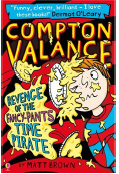 "Funny, clever, brilliant – I love
these books!" Dermot O'Leary
COMPTON
VALANCE
REVENGE OF THE
FANCY-PANTS
TIME
PIRATE
BY MATT BROWN